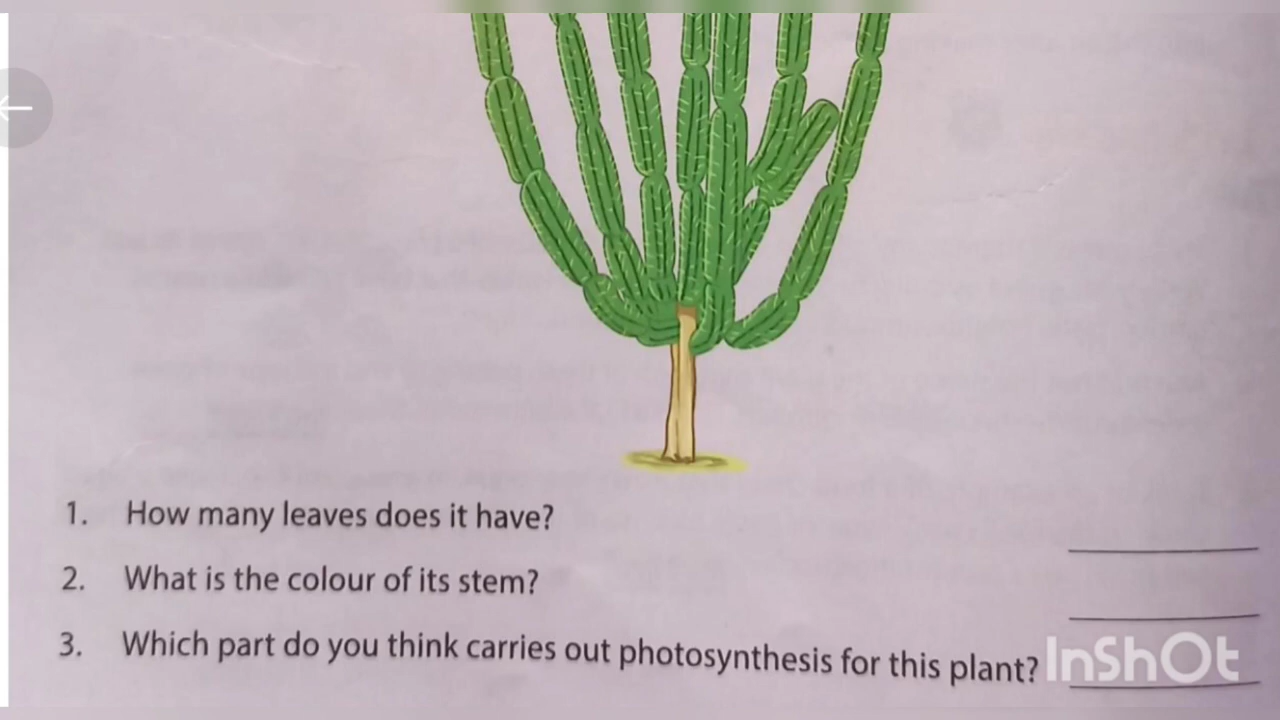 1. How many leaves does it have?
2. What is the colour of its stem?
3. Which part do you think carries out photosynthesis for this plant?
InShOt